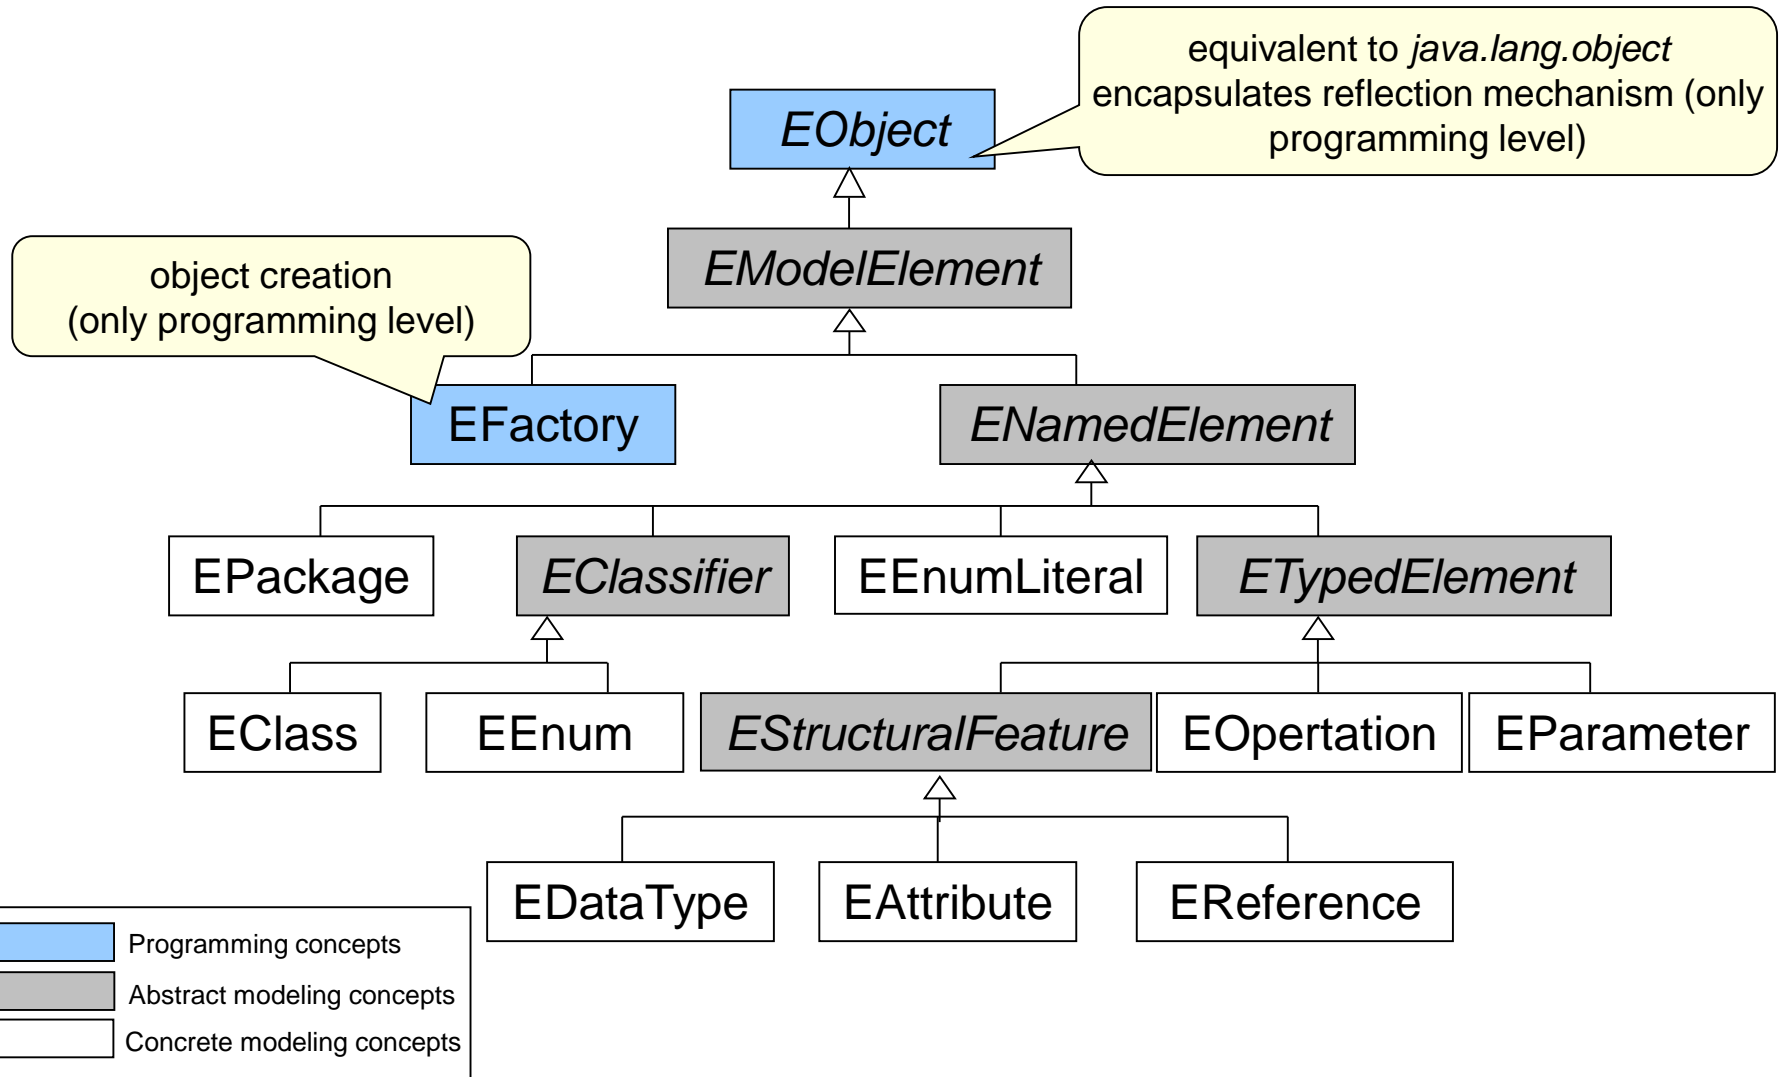 equivalent to java.lang.object
encapsulates reflection mechanism (only
programming level)
EObject
EModelElement
object creation
(only programming level)
EFactory
ENamedElement
EPackage
EClassifier
EEnumLiteral
ETypedElement
EClass
EEnum
EStructuralFeature
EOpertation
EParameter
EDataType
EAttribute
EReference
Programming concepts
Abstract modeling concepts
Concrete modeling concepts